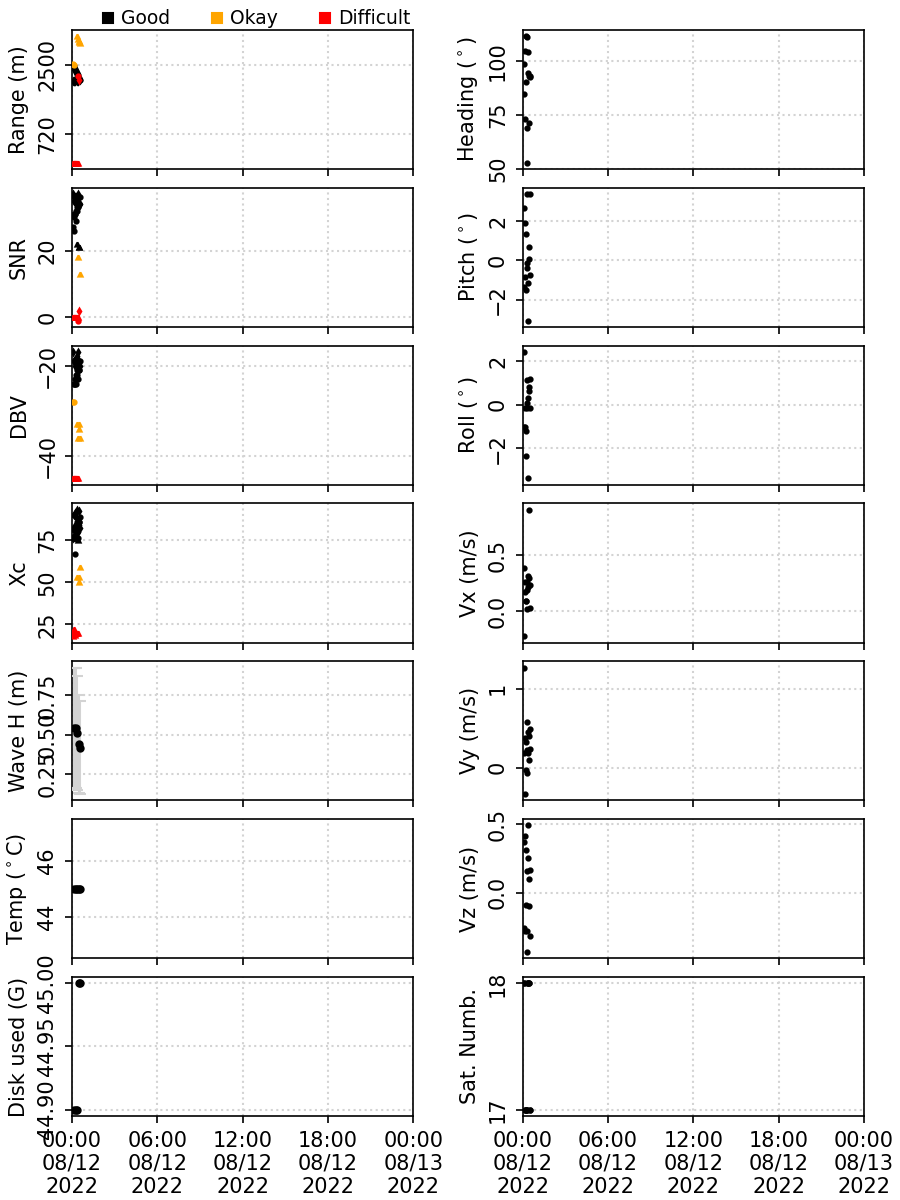 Good Okay Difficult
Range (m) 2500 720
Heading (°) 100 75 50
SNR 20 0
Pitch (°) 2 0 −2
DBV −20 −40
Roll (°) 2 0 −2
Xc 75 50 25
Vx (m/s) 0.5 0.0
Wave H (m) 0.75 0.50 0.25
Vy (m/s) 1 0
Temp (°C) 46 44
Vz (m/s) 0.5 0.0
Disk used (G) 45.00 44.95 44.90
Sat. Numb. 18 17
00:00 06:00 12:00 18:00 00:00 00:00 06:00 12:00 18:00 00:00
08/12 08/12 08/12 08/12 08/13 08/12 08/12 08/12 08/12 08/13
2022 2022 2022 2022 2022 2022 2022 2022 2022 2022